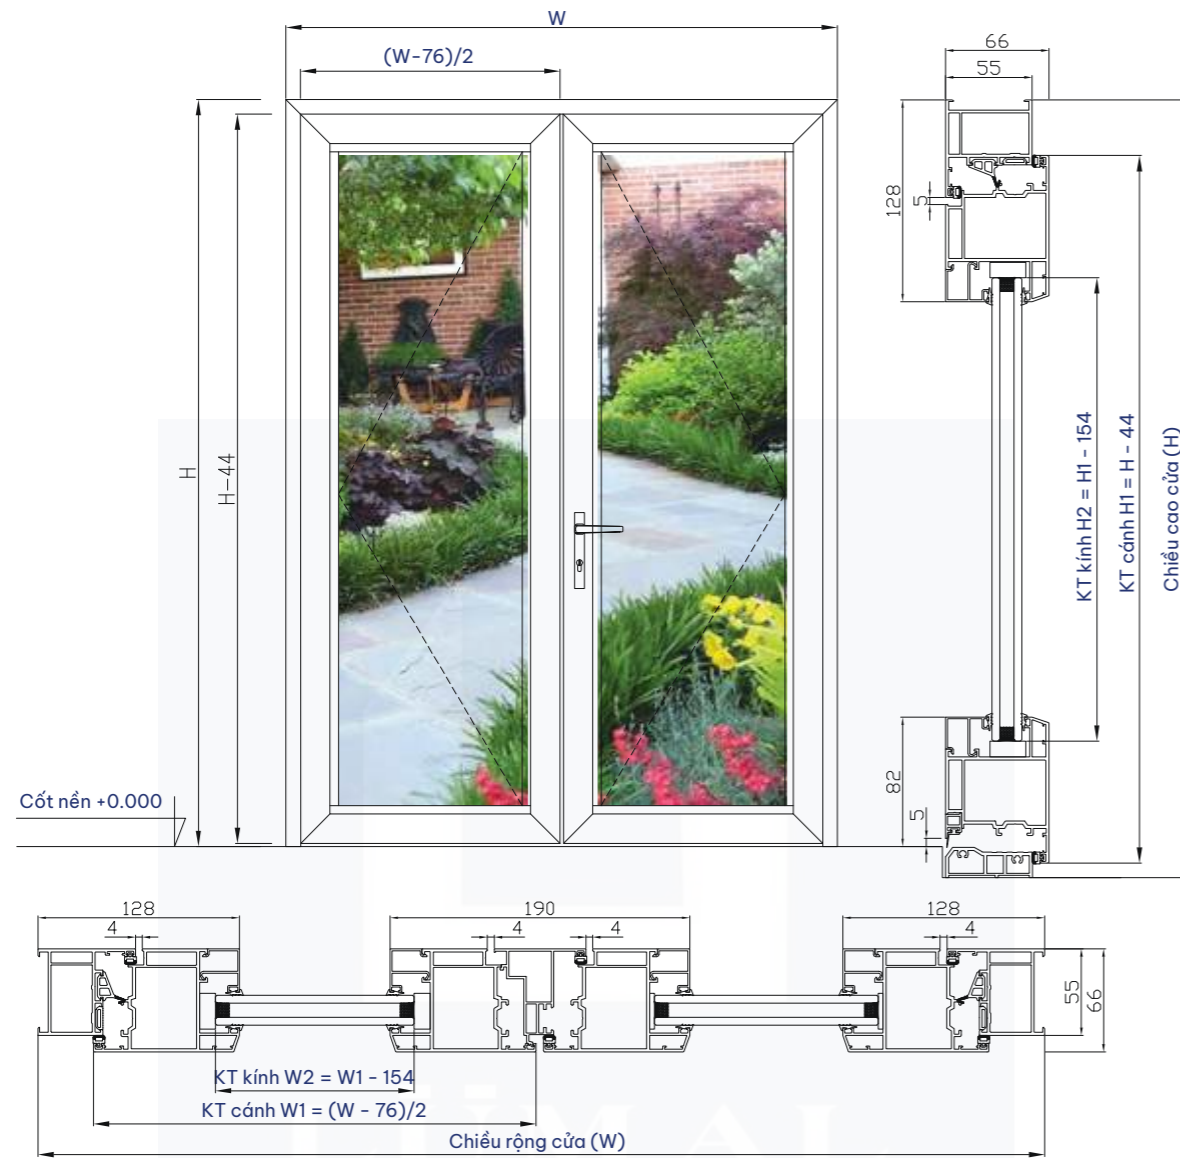 W
(W-76)/2
66
55
128
5
H
H-44
KT kính H2 = H1 - 154
KT cánh H1 = H - 44
Chiều cao cửa (H)
Cốt nền +0.000
82
5
128
4
190
4
4
128
4
55
66
KT kính W2 = W1 - 154
KT cánh W1 = (W - 76)/2
Chiều rộng cửa (W)